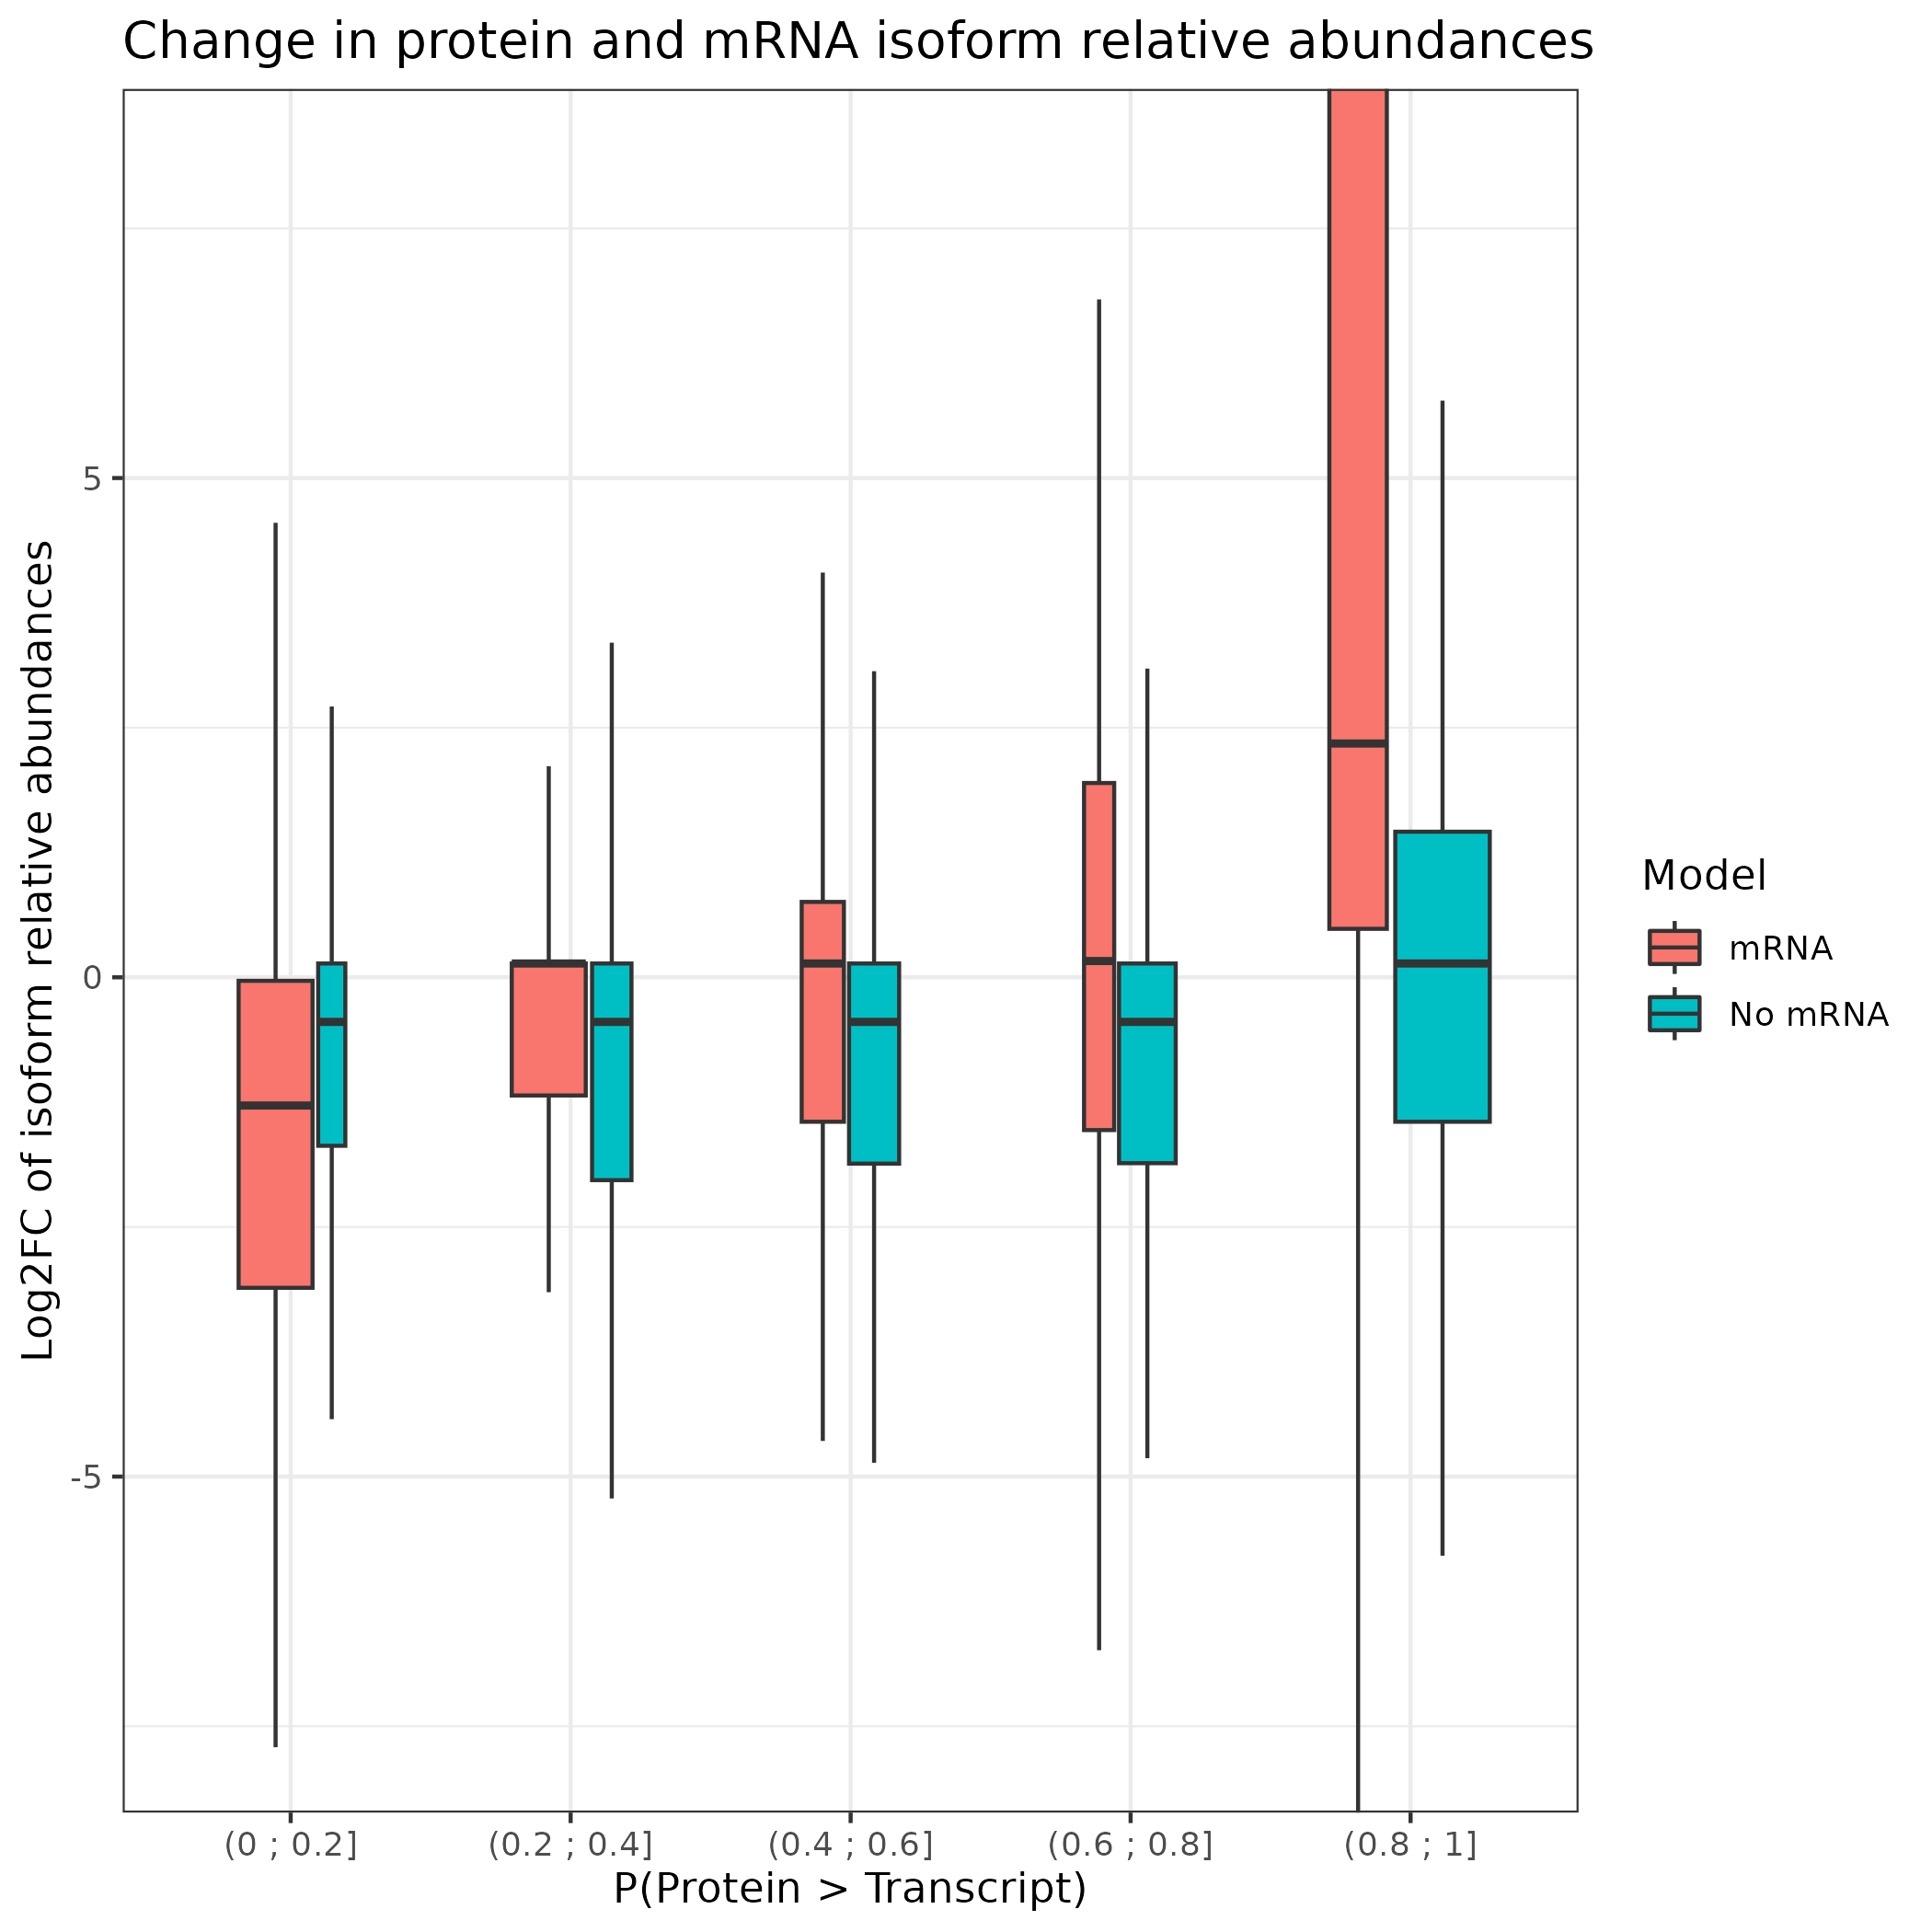 Change in protein and mRNA isoform relative abundances
Log2FC of isoform relative abundances
5
0
-5
(0 ; 0.2]
(0.2 ; 0.4]
(0.4 ; 0.6]
(0.6 ; 0.8]
(0.8 ; 1]
P(Protein > Transcript)
Model
mRNA
No mRNA